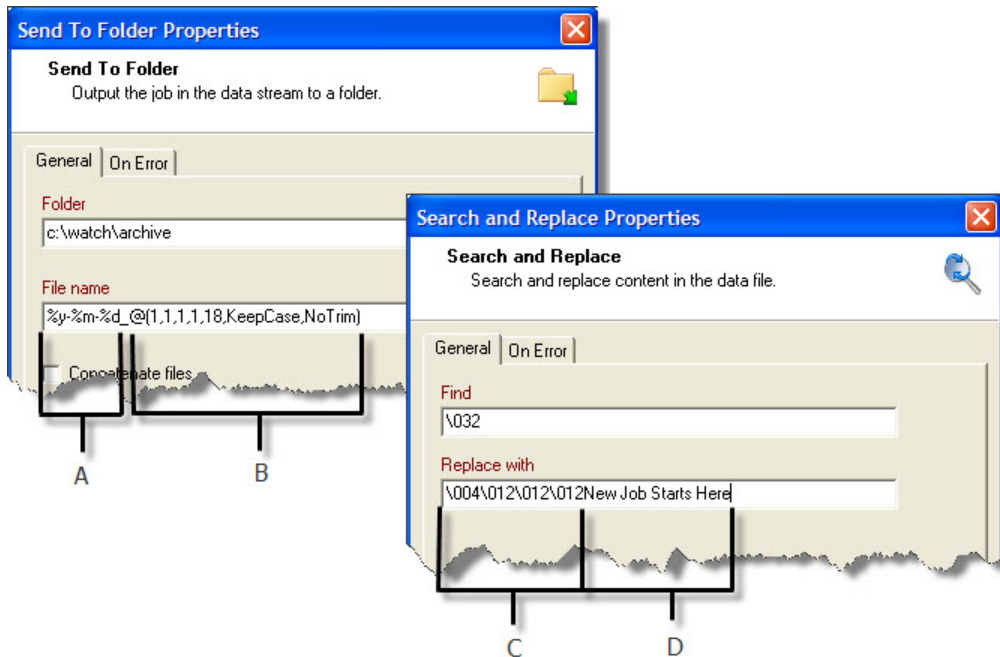 Send To Folder Properties
Send To Folder
Output the job in the data stream to a folder.
General
On Error
Folder
c:\watch\archive
File name
%y-%m-%d_@(1,1,1,1,18,KeepCase,NoTrim)
Concatenate files
A
B
Search and Replace Properties
Search and Replace
Search and replace content in the data file.
General
On Error
Find
\032
Replace with
\004\012\012\012New Job Starts Here
C
D